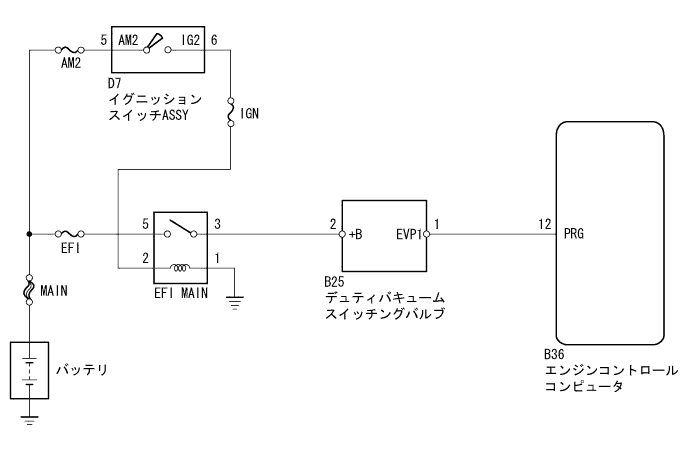 5 AM2 IG2 6
AM2
D7
イグニッション
スイッチASSY
IGN
5 3
2 +B EVP1 1
12 PRG
EFI
2 1
MAIN
EFI MAIN
B25
デュティバキューム
スイッチングバルブ
B36
エンジンコントロール
コンピュータ
バッテリ